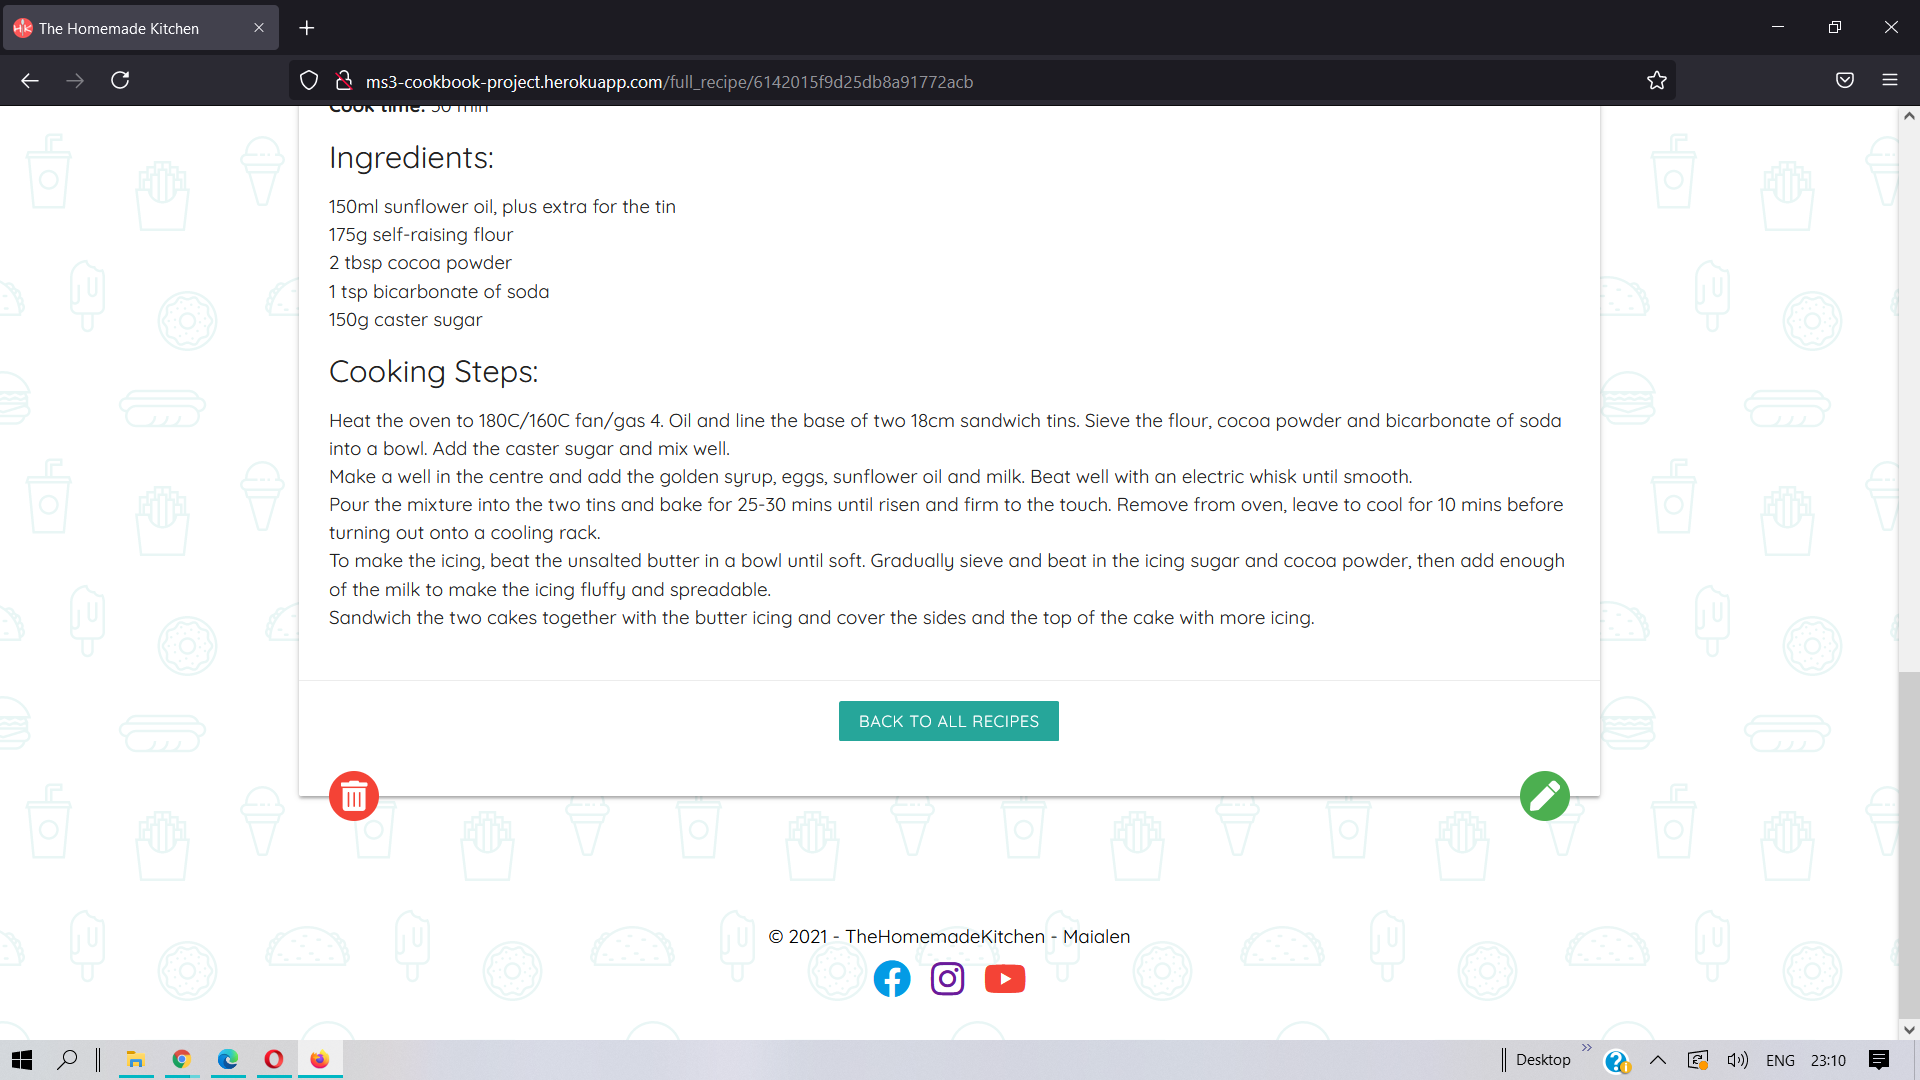 The Homemade Kitchen
ms3-cookbook-project.herokuapp.com/full_recipe/6142015f9d25db8a91772acb
Cook time: 50 min
Ingredients:
150ml sunflower oil, plus extra for the tin
175g self-raising flour
2 tbsp cocoa powder
1 tsp bicarbonate of soda
150g caster sugar
Cooking Steps:
Heat the oven to 180C/160C fan/gas 4. Oil and line the base of two 18cm sandwich tins. Sieve the flour, cocoa powder and bicarbonate of soda
into a bowl. Add the caster sugar and mix well.
Make a well in the centre and add the golden syrup, eggs, sunflower oil and milk. Beat well with an electric whisk until smooth.
Pour the mixture into the two tins and bake for 25-30 mins until risen and firm to the touch. Remove from oven, leave to cool for 10 mins before
turning out onto a cooling rack.
To make the icing, beat the unsalted butter in a bowl until soft. Gradually sieve and beat in the icing sugar and cocoa powder, then add enough
of the milk to make the icing fluffy and spreadable.
Sandwich the two cakes together with the butter icing and cover the sides and the top of the cake with more icing.
BACK TO ALL RECIPES
© 2021 - TheHomemadeKitchen - Maialen
Desktop
ENG
23:10